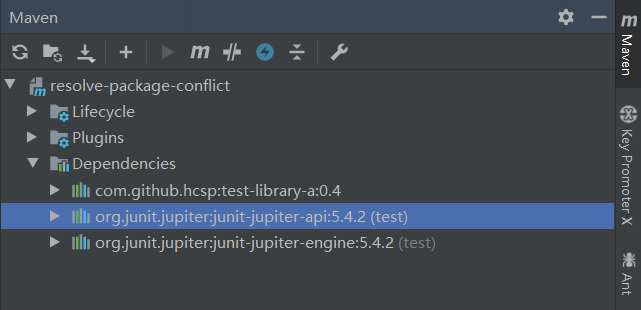 Maven
resolve-package-conflict
Lifecycle
Plugins
Dependencies
com.github.hcsp:test-library-a:0.4
org.junit.jupiter:junit-jupiter-api:5.4.2 (test)
org.junit.jupiter:junit-jupiter-engine:5.4.2 (test)
m
Maven
Key Promoter X
Ant